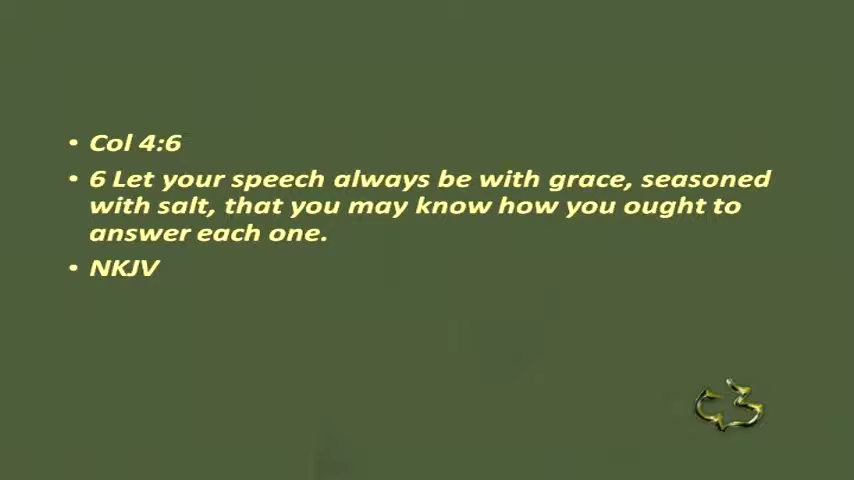 • Col 4:6
• 6 Let your speech always be with grace, seasoned
with salt, that you may know how you ought to
answer each one.
• NKJV
C3